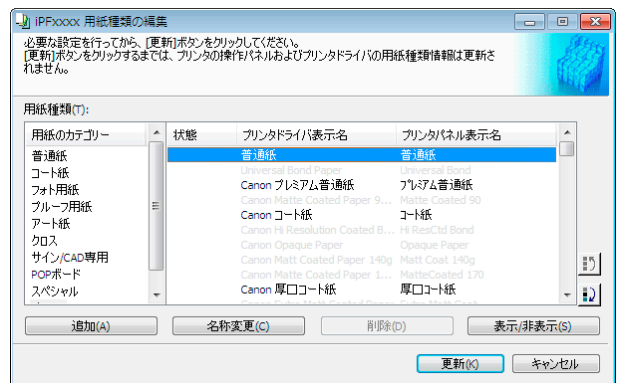 iPFxxxx 用紙種類の編集
必要な設定を行ってから、[更新]ボタンをクリックしてください。
[更新]ボタンをクリックするまでは、プリンタの操作パネルおよびプリンタドライバの用紙種類情報は更新さ
れません。
用紙種類(T):
用紙のカテゴリー
普通紙
コート紙
フォト用紙
プルーフ用紙
アート紙
クロス
サイン/CAD専用
POPボード
スペシャル
状態 プリンタドライバ表示名 プリンタパネル表示名
普通紙 普通紙
Universal Bond Paper Universal Bond
Canon プレミアム普通紙 プレミアム普通紙
Canon Matte Coated Paper 9... Matte Coated 90
Canon コート紙 コート紙
Canon Hi Resolution Coated B... Hi ResCtd Bond
Canon Opaque Paper Opaque Paper
Canon Matt Coated Paper 140g Matt Coat 140g
Canon Matte Coated Paper 1... MatteCoated 170
Canon 厚口コート紙 厚口コート紙
追加(A) 名称変更(C) 削除(D) 表示/非表示(S)
更新(K) キャンセル